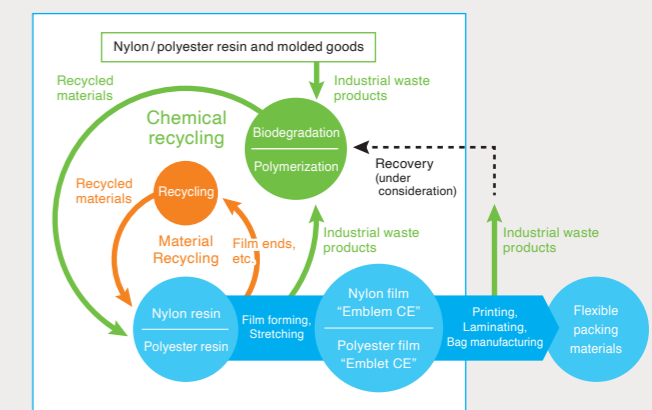 Nylon/polyester resin and molded goods
Recycled
materials
Industrial waste
products
Chemical
recycling
Biodegradation
Polymerization
Recovery
(under
consideration)
Recycled
materials
Recycling
Material
Recycling
Film ends,
etc.
Industrial waste
products
Industrial waste
products
Nylon resin
Polyester resin
Film forming,
Stretching
Nylon film
“Emblem CE”
Polyester film
“Emblet CE”
Printing,
Laminating,
Bag manufacturing
Flexible
packing
materials